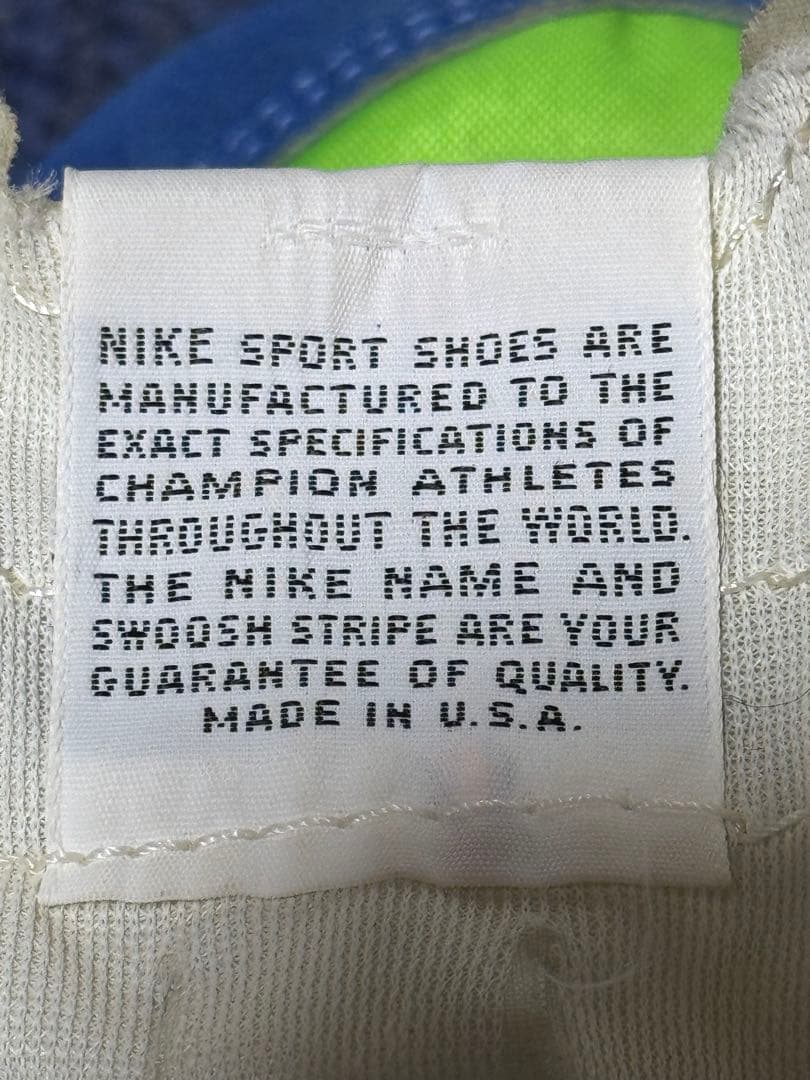 NIKE SPORT SHOES ARE
MANUFACTURED TO THE
EXACT SPECIFICATIONS OF
CHAMPION ATHLETES
THROUGHOUT THE WORLD.
THE NIKE NAME AND
SWOOSH STRIPE ARE YOUR
GUARANTEE OF QUALITY.
MADE IN U.S.A.